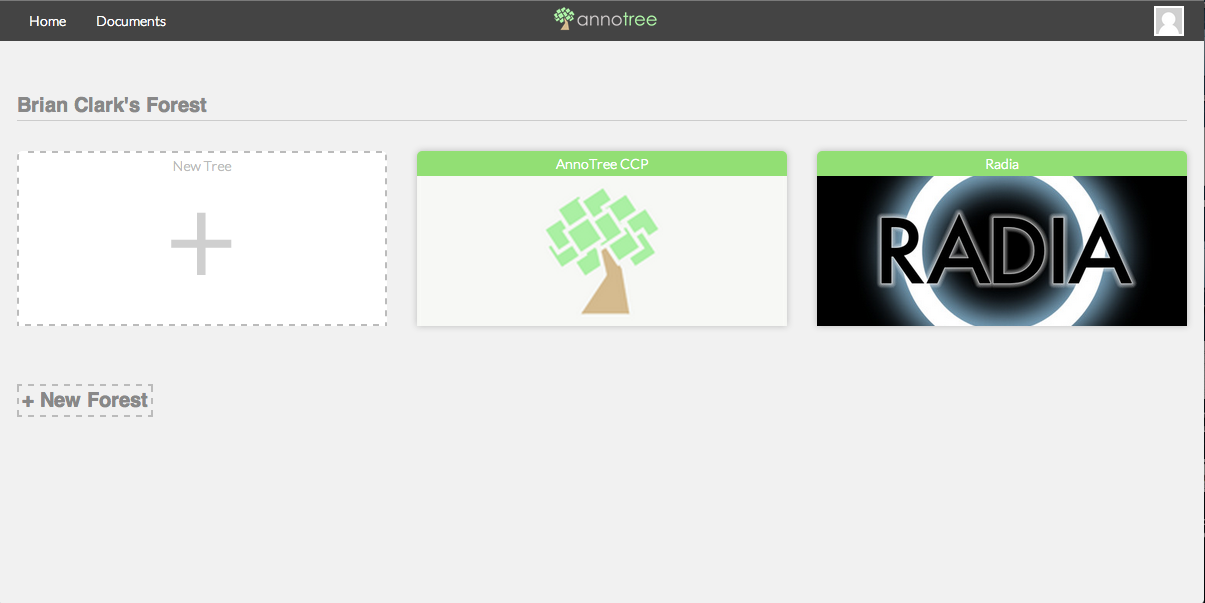 Home Documents annotree
Brian Clark's Forest
New Tree
AnnoTree CCP
Radia
RADIA
+ New Forest